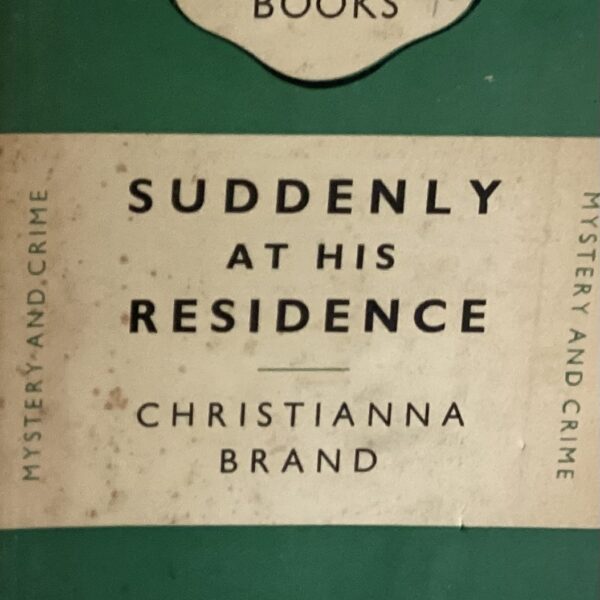 BOOKS
MYSTERY AND CRIME
SUDDENLY
AT HIS
RESIDENCE
CHRISTIANNA
BRAND
MYSTERY AND CRIME